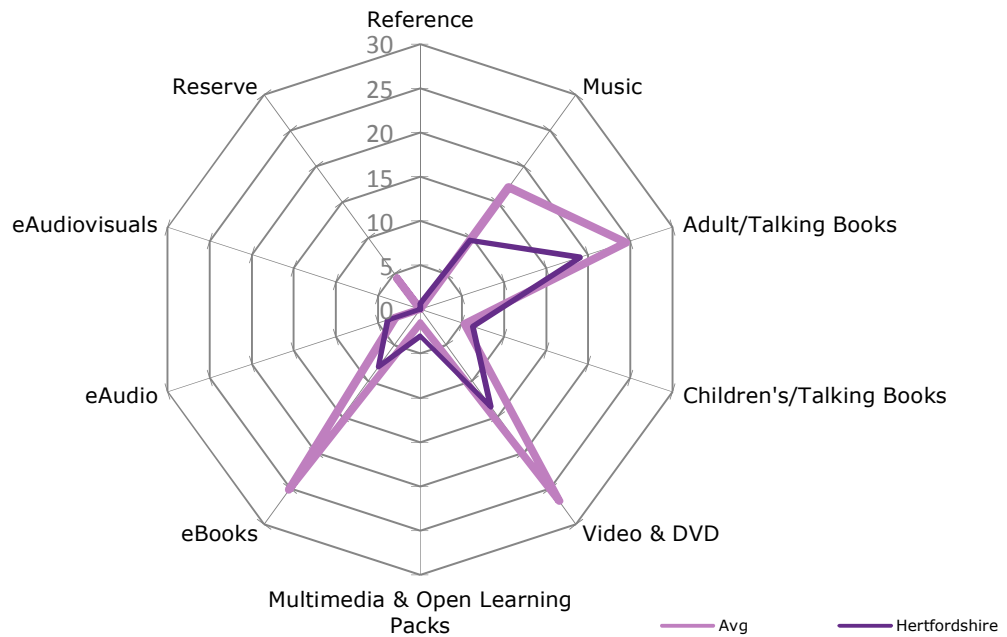 Reference
30
Reserve
Music
25
20
15
eAudiovisuals
Adult/Talking Books
10
5
0
eAudio
Children's/Talking Books
eBooks
Video & DVD
Multimedia & Open Learning
Packs
Avg
Hertfordshire